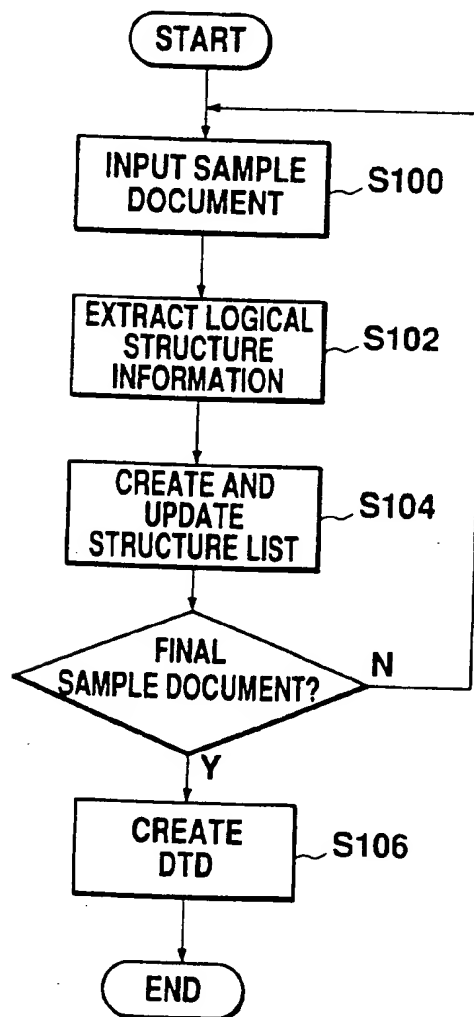 START
INPUT SAMPLE
DOCUMENT
S100
EXTRACT LOGICAL
STRUCTURE
INFORMATION
S102
CREATE AND
UPDATE
STRUCTURE LIST
S104
FINAL
SAMPLE DOCUMENT?
N
Y
CREATE
DTD
S106
END